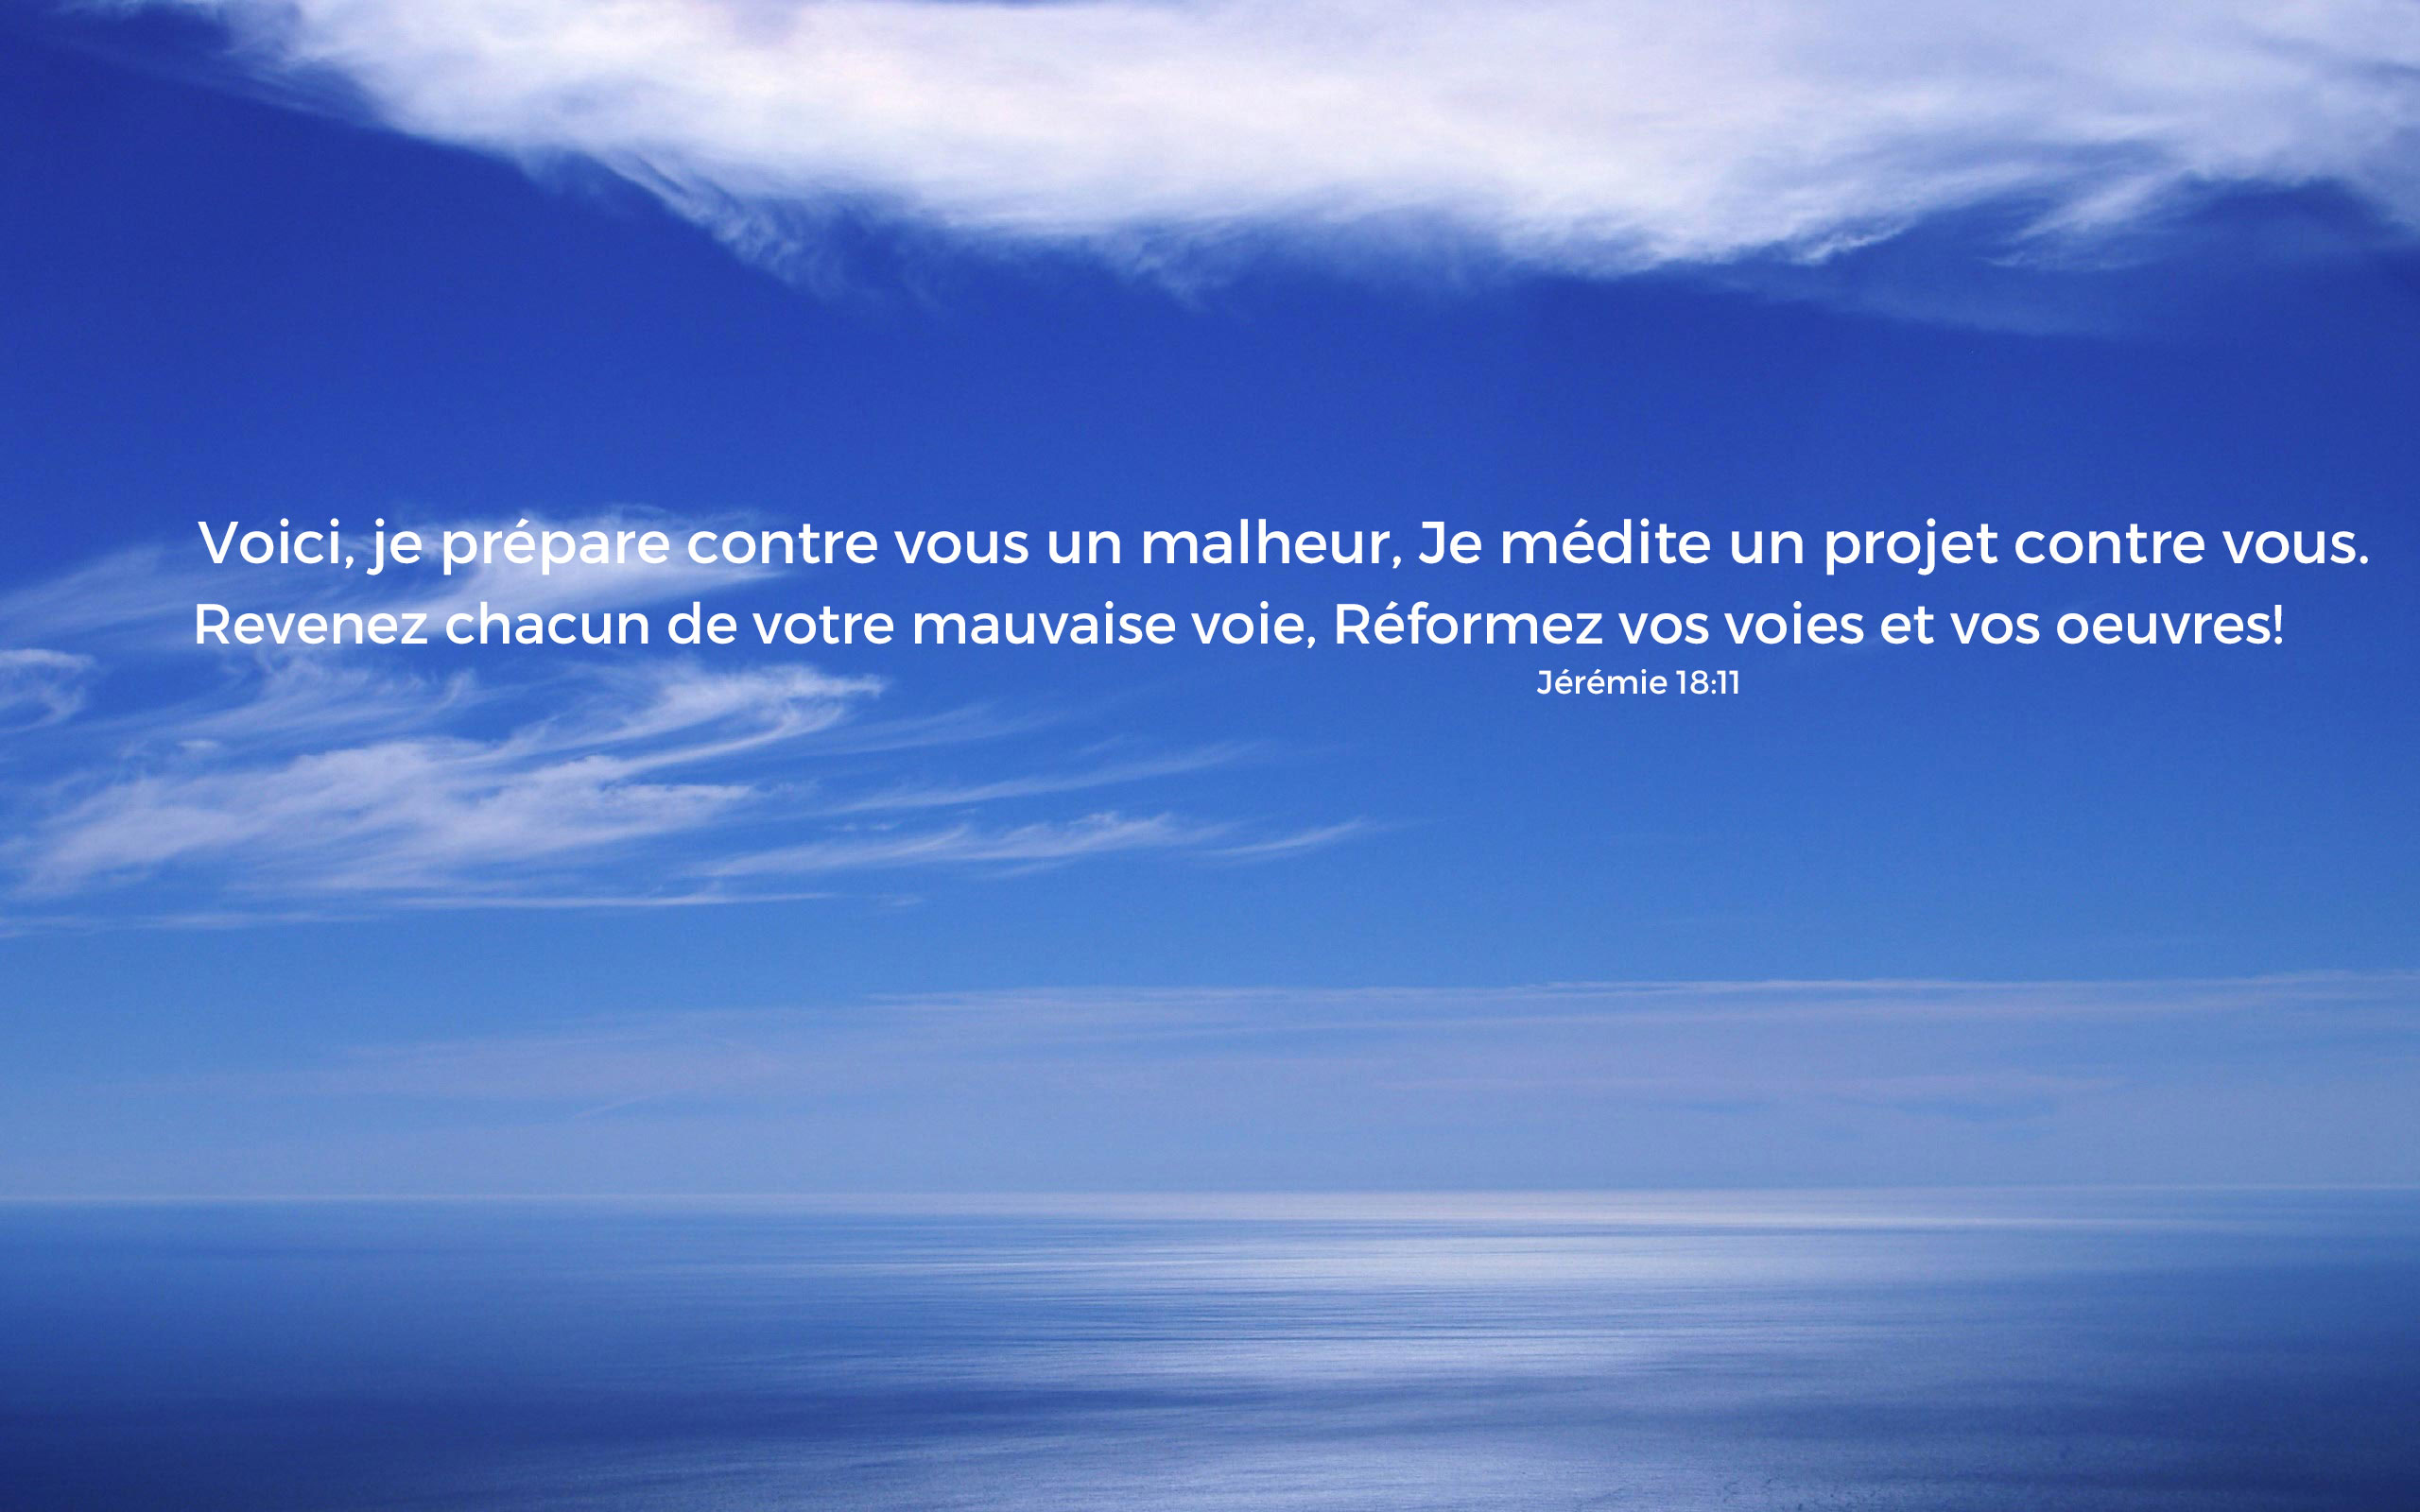 Voici, je prépare contre vous un malheur, Je médite un projet contre vous.
Revenez chacun de votre mauvaise voie, Réformez vos voies et vos oeuvres!
Jérémie 18:11